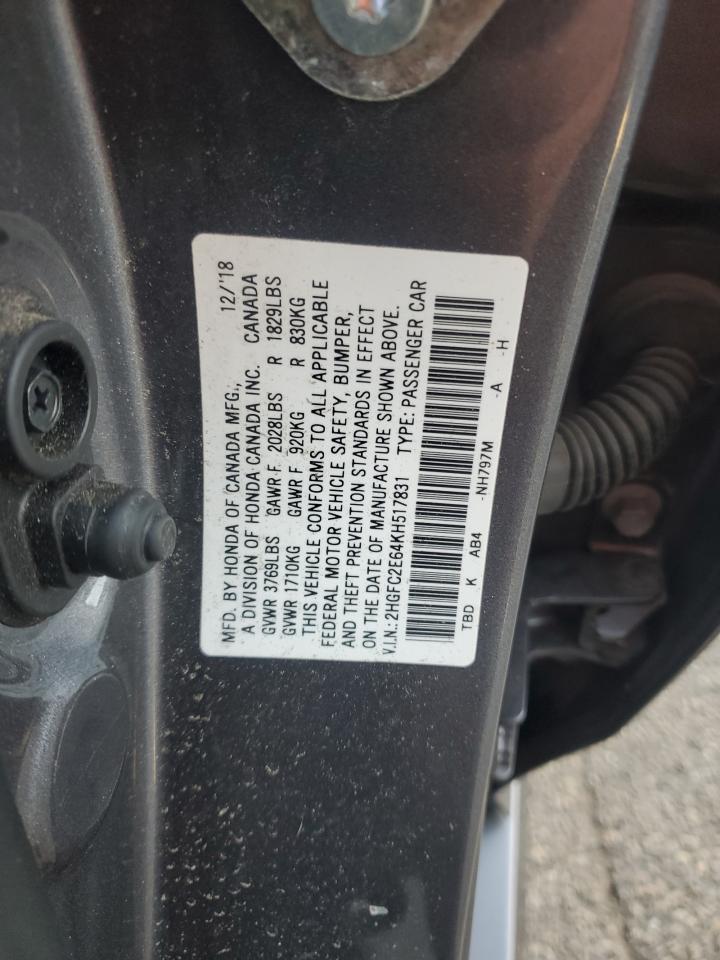 MFD. BY HONDA OF CANADA MFG., 12/'18
A DIVISION OF HONDA CANADA INC. CANADA
GVWR 3769LBS GAWR F. 2028LBS R 1829LBS
GVWR 1710KG GAWR F. 920KG R 830KG
THIS VEHICLE CONFORMS TO ALL APPLICABLE
FEDERAL MOTOR VEHICLE SAFETY, BUMPER,
AND THEFT PREVENTION STANDARDS IN EFFECT
ON THE DATE OF MANUFACTURE SHOWN ABOVE.
V.I.N.: 2HGFC2E64KH517831 TYPE: PASSENGER CAR
TBD K AB4 -NH797M -A -H